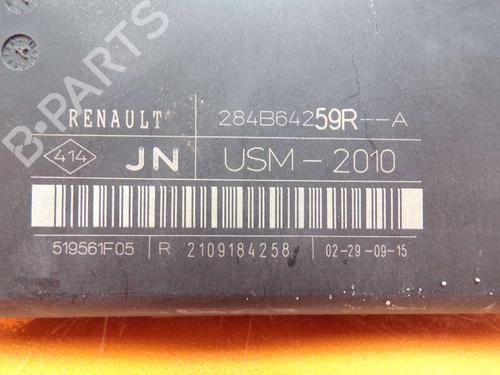 RENAULT 284B64259R--A
414 JN USM-2010
519561F05 R 2109184258 02-29-09-15
B-PARTS